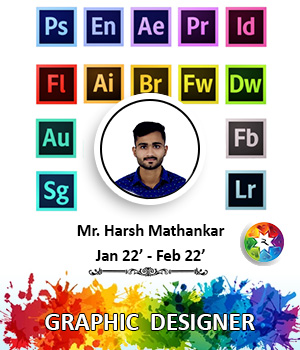 Ps En Ae Pr Id
Fl Ai Br Fw Dw
Au Fb
Sg Lr
Mr. Harsh Mathankar
Jan 22’ - Feb 22’
GRAPHIC DESIGNER